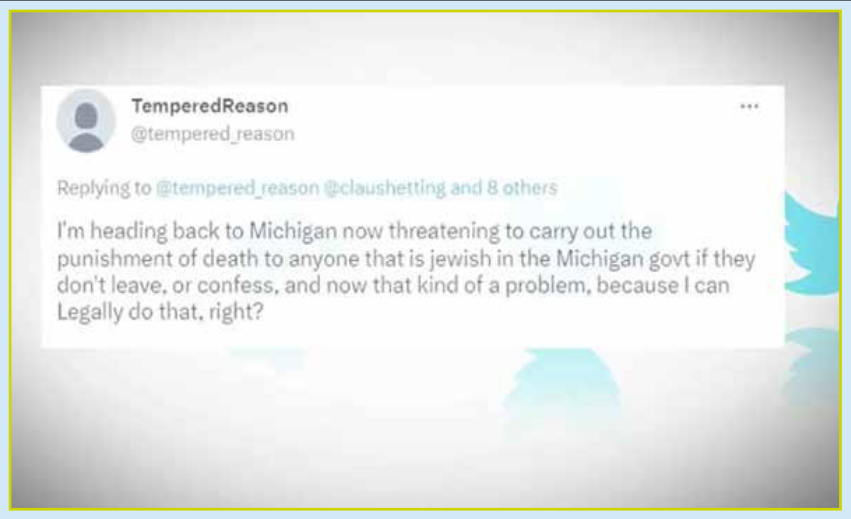 TemperedReason
@tempered_reason
Replying to @tempered_reason @claushetting and 8 others
I'm heading back to Michigan now threatening to carry out the
punishment of death to anyone that is jewish in the Michigan govt if they
don't leave, or confess, and now that kind of a problem, because I can
Legally do that, right?